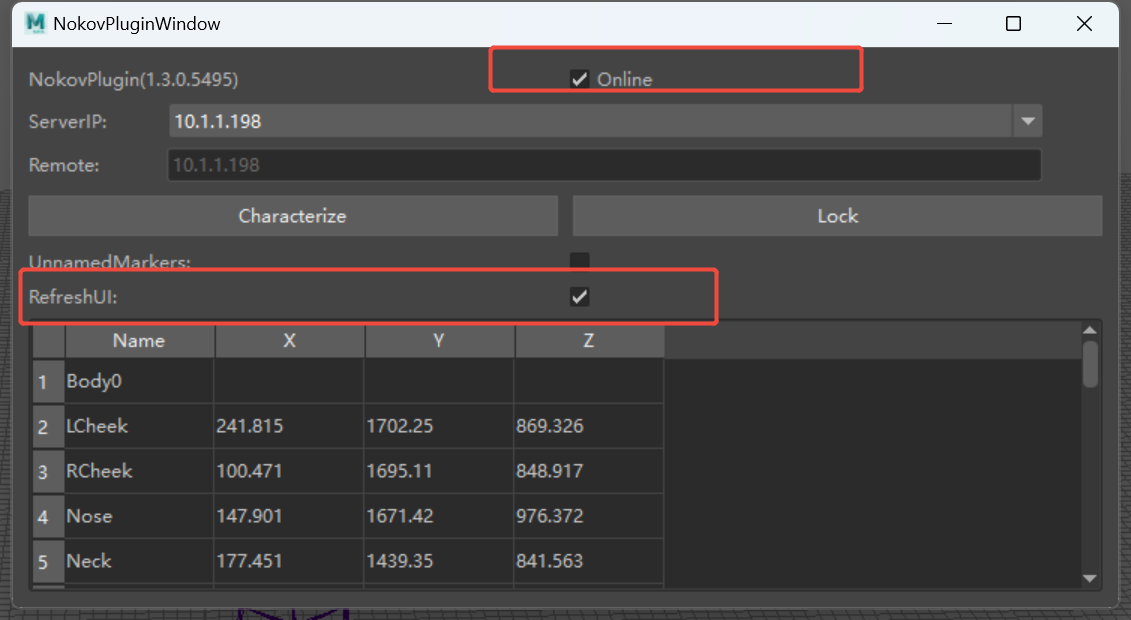 NokovPluginWindow
NokovPlugin(1.3.0.5495) Online
ServerIP: 10.1.1.198
Remote: 10.1.1.198
Characterize Lock
UnnamedMarkers:
RefreshUI:
Name X Y Z
1 Body0
2 LCheek 241.815 1702.25 869.326
3 RCheek 100.471 1695.11 848.917
4 Nose 147.901 1671.42 976.372
5 Neck 177.451 1439.35 841.563